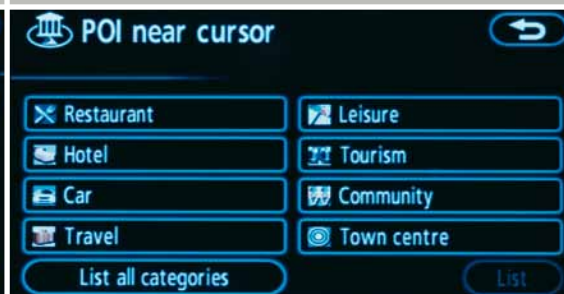 POI near cursor
Restaurant
Leisure
Hotel
Tourism
Car
Community
Travel
Town centre
List all categories
List